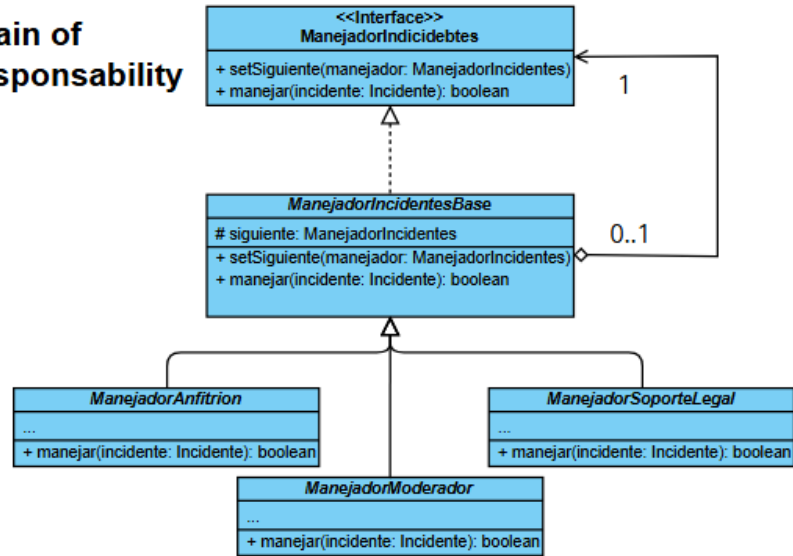 ain of
sponsability
<<Interface>>
ManejadorIndicidebtes
+ setSiguiente(manejador: ManejadorIncidentes)
+ manejar(incidente: Incidente): boolean
1
ManejadorIncidentesBase
# siguiente: ManejadorIncidentes
0..1
+ setSiguiente(manejador: ManejadorIncidentes)
+ manejar(incidente: Incidente): boolean
ManejadorAnfitrion
...
+ manejar(incidente: Incidente): boolean
ManejadorSoporteLegal
...
+ manejar(incidente: Incidente): boolean
ManejadorModerador
...
+ manejar(incidente: Incidente): boolean